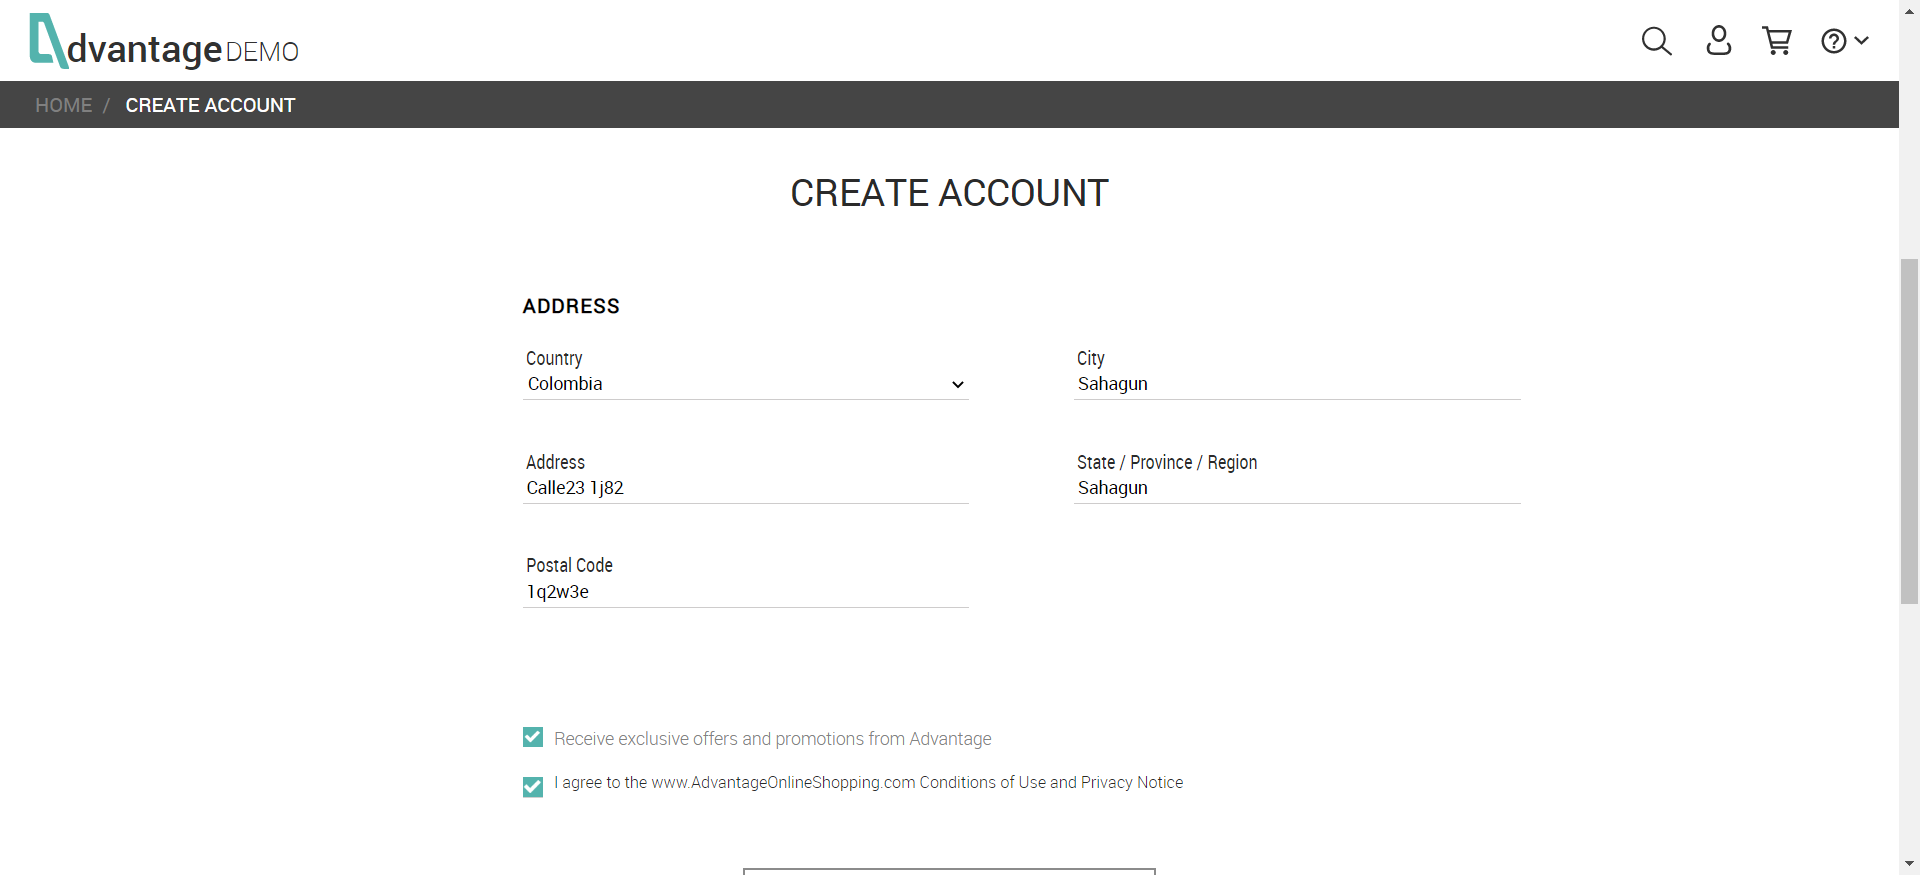 dvantage DEMO
HOME / CREATE ACCOUNT
CREATE ACCOUNT
ADDRESS
Country
Colombia
City
Sahagun
Address
Calle23 1j82
State / Province / Region
Sahagun
Postal Code
1q2w3e
Receive exclusive offers and promotions from Advantage
I agree to the www.AdvantageOnlineShopping.com Conditions of Use and Privacy Notice